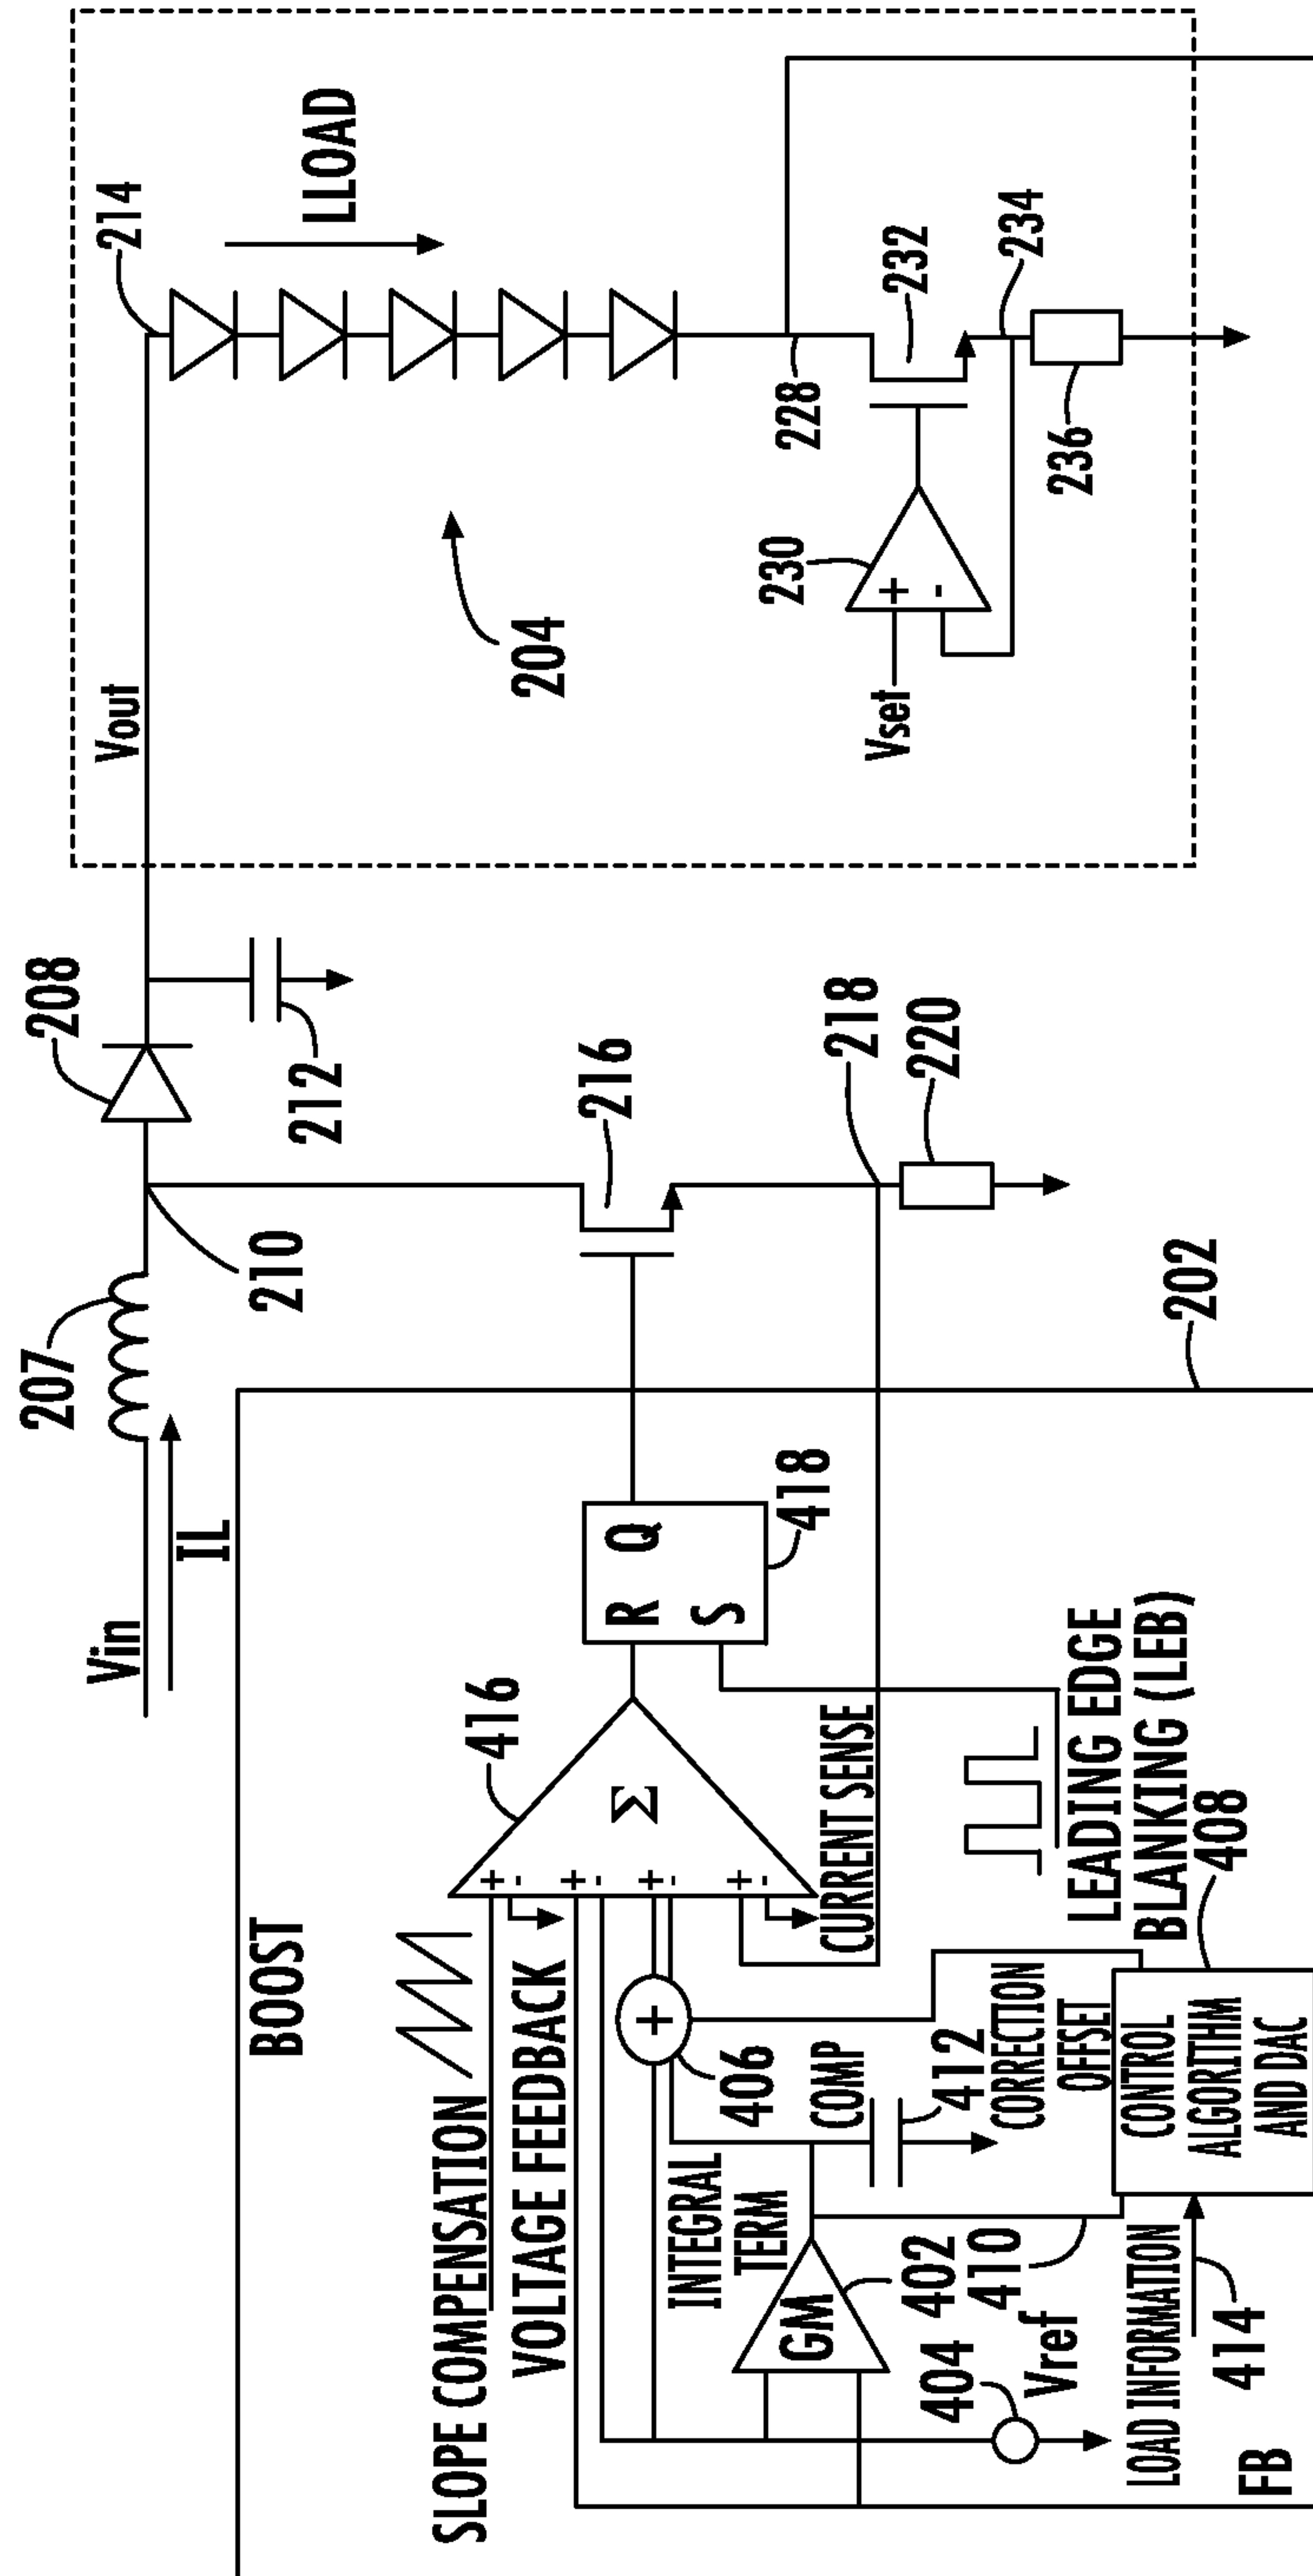 207
208
Vin
IL
210
212
Vout
214
LLOAD
204
BOOST
216
416
SLOPE COMPENSATION
VOLTAGE FEEDBACK
+
-
+
-
+
-
+
-
Σ
R Q
S
418
+
406
INTEGRAL
TERM
COMP
CURRENT SENSE
218
220
GM
402
410
412
404
Vref
CORRECTION
OFFSET
LEADING EDGE
BLANKING (LEB)
408
CONTROL
ALGORITHM
AND DAC
LOAD INFORMATION
414
FB
202
228
230
+
-
Vset
232
234
236